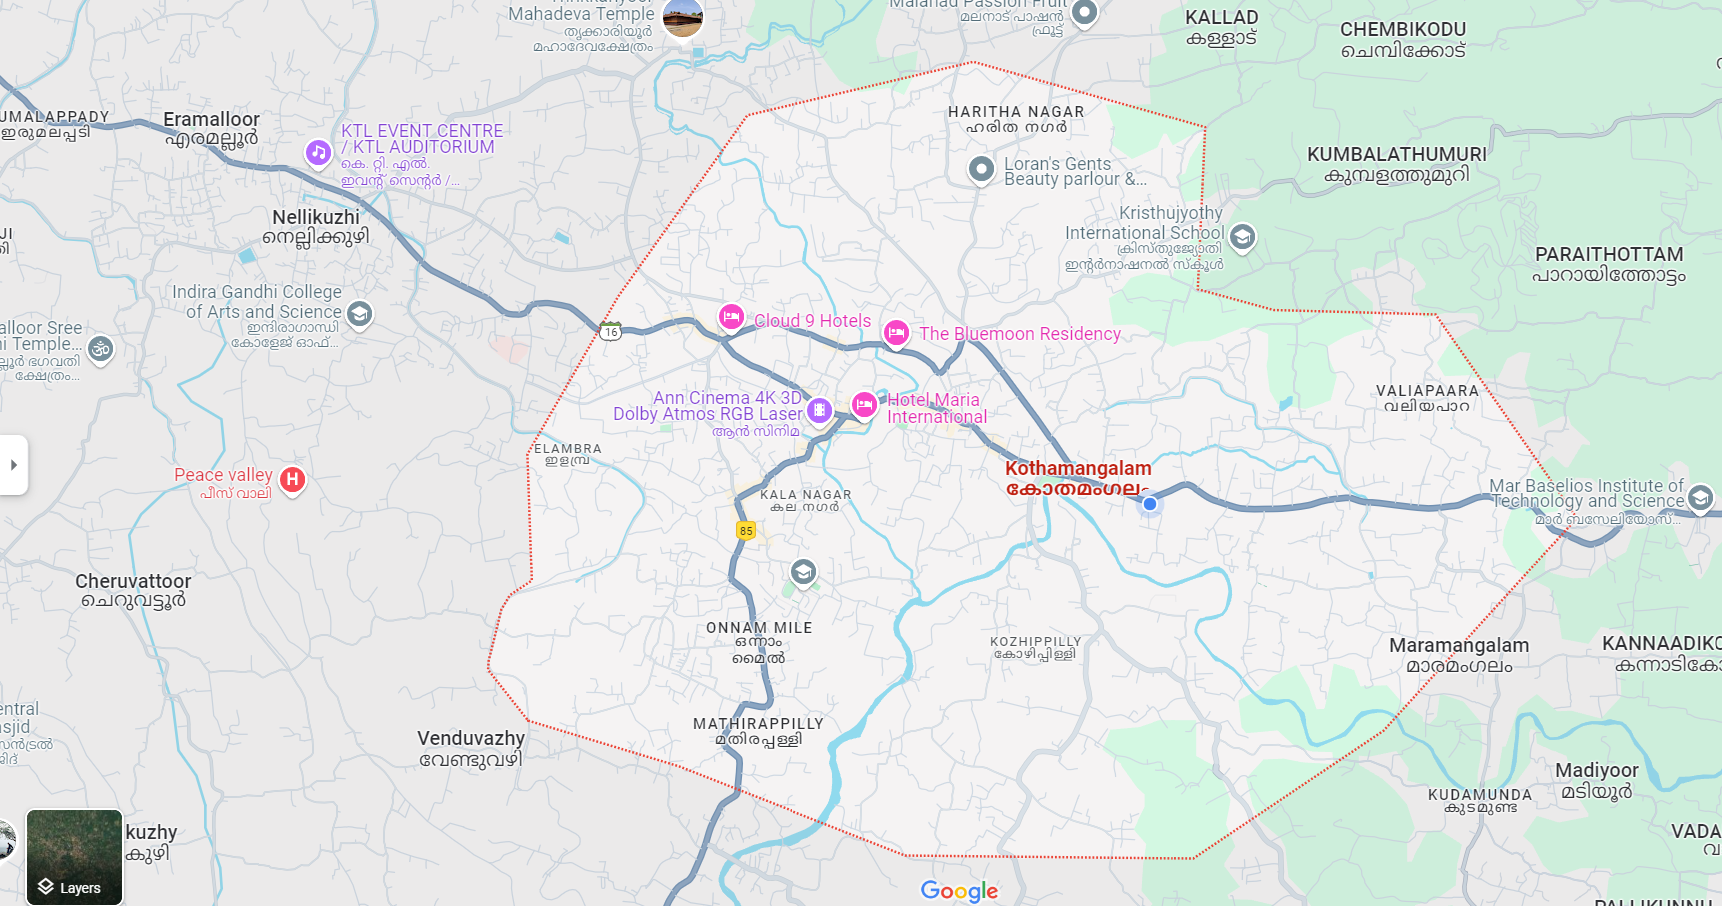 Mahadeva Temple
തൃക്കാരിയൂർ
മഹാദേവക്ഷേത്രം
Malanad Passion Fruit
മലനാട് പാഷൻ
ഫ്രൂട്ട്
KALLAD
കള്ളാട്
CHEMBIKODU
ചെമ്പിക്കോട്
UMALAPPADY
ഇരുമലപ്പടി
Eramalloor
എരമല്ലൂർ
KTL EVENT CENTRE
/ KTL AUDITORIUM
കെ. റ്റി. എൽ.
ഇവന്റ് സെന്റർ /...
HARITHA NAGAR
ഹരിത നഗർ
Loran's Gents
Beauty parlour &...
KUMBALATHUMURI
കുമ്പളത്തുമുറി
Nellikuzhi
നെല്ലിക്കുഴി
Kristhujyothy
International School
ക്രിസ്തുജ്യോതി
ഇന്റർനാഷനൽ സ്കൂൾ
PARAITHOTTAM
പാറായിത്തോട്ടം
Indira Gandhi College
of Arts and Science
ഇന്ദിരാഗാന്ധി
കോളേജ് ഓഫ്...
alloor Sree
ni Temple...
ല്ലൂർ ഭഗവതി
ക്ഷേത്രം...
16
Cloud 9 Hotels
The Bluemoon Residency
Ann Cinema 4K 3D
Dolby Atmos RGB Laser
ആൻ സിനിമ
Hotel Maria
International
VALIAPAARA
വലിയപാറ
ELAMBRA
ഇളമ്പ്ര
Peace valley
പീസ് വാലി
H
Kothamangalam
കോതമംഗലം
KALA NAGAR
കല നഗർ
Mar Baselios Institute of
Technology and Science
മാർ ബസേലിയോസ്...
85
Cheruvattoor
ചെറുവട്ടൂർ
ONNAM MILE
ഒന്നാം
മൈൽ
KOZHIPPILLY
കോഴിപ്പിള്ളി
Maramangalam
മാരമംഗലം
KANNAADIKO
കന്നാടികോ
entral
asjid
സെൻട്രൽ
ജിദ്
MATHIRAPPILLY
മതിരപ്പള്ളി
Venduvazhy
വേണ്ടുവഴി
Madiyoor
മടിയൂർ
KUDAMUNDA
കുടമുണ്ട
kuzhy
കുഴി
VADA
വ
Layers
Google